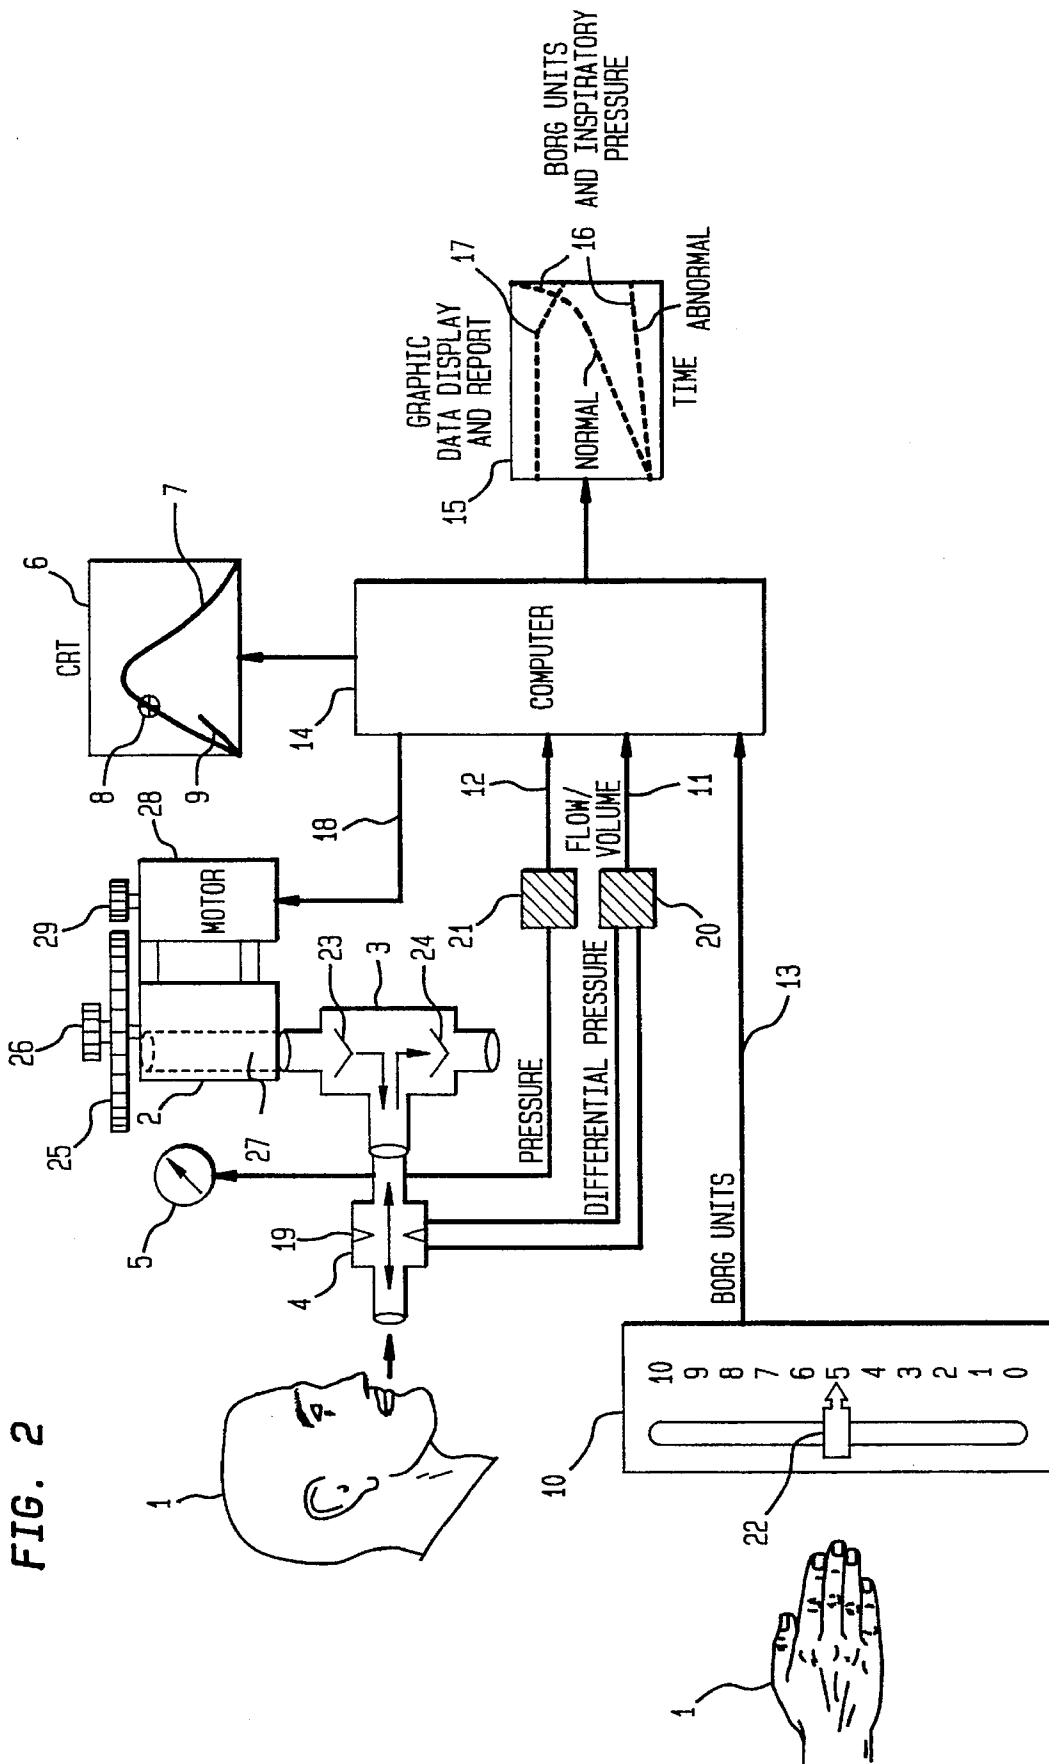 FIG. 2
1
26
25
2
27
29
28
MOTOR
5
19
4
23
3
24
18
CRT
6
7
8
9
14
COMPUTER
PRESSURE
21
12
FLOW/
VOLUME
11
DIFFERENTIAL PRESSURE
20
GRAPHIC
DATA DISPLAY
AND REPORT
15
17
16
NORMAL
TIME
ABNORMAL
BORG UNITS
AND INSPIRATORY
PRESSURE
10
10
9
8
7
6
5
4
3
2
1
0
22
BORG UNITS
13
1